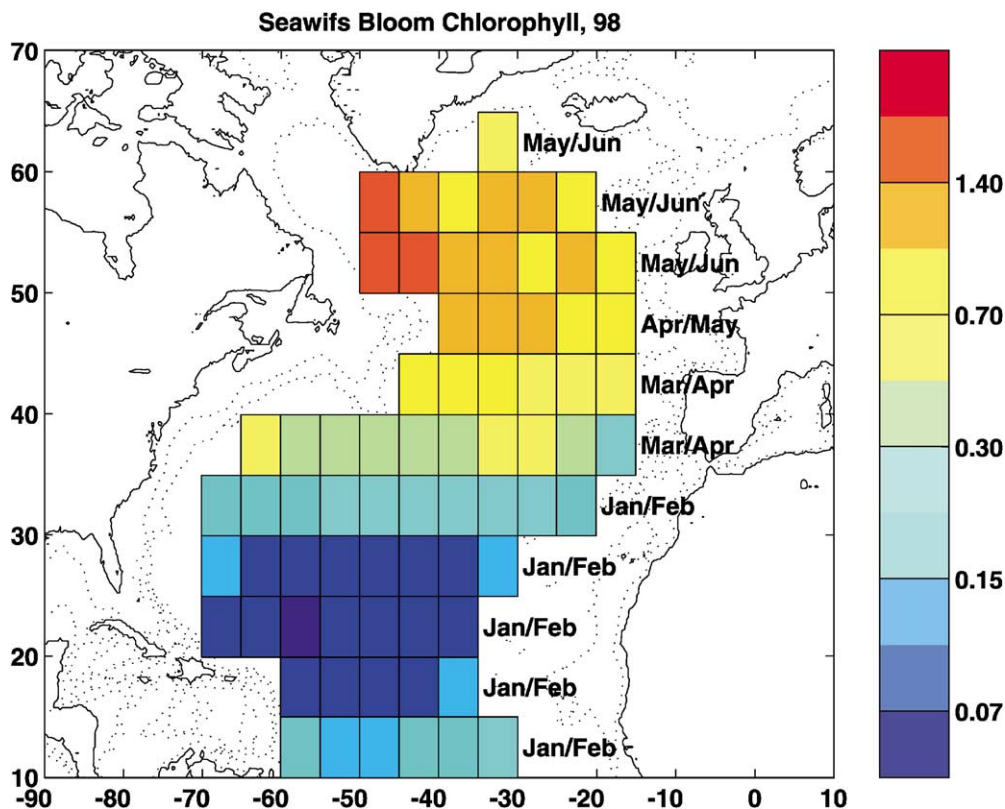 Seawifs Bloom Chlorophyll, 98
70
60
50
40
30
20
10
May/Jun
May/Jun
May/Jun
Apr/May
Mar/Apr
Mar/Apr
Jan/Feb
Jan/Feb
Jan/Feb
Jan/Feb
Jan/Feb
1.40
0.70
0.30
0.15
0.07
-90 -80 -70 -60 -50 -40 -30 -20 -10 0 10